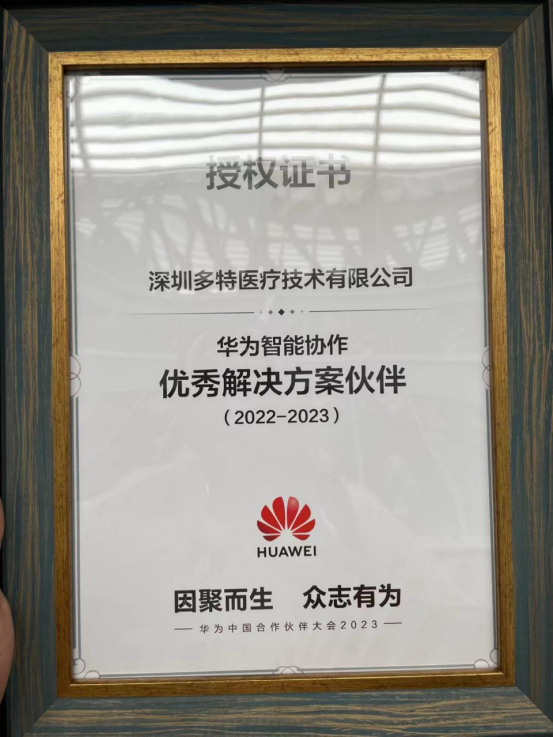 授权证书
深圳多特医疗技术有限公司
华为智能协作
优秀解决方案伙伴
（2022-2023）
HUAWEI
因聚而生 众志有为
华为中国合作伙伴大会2023